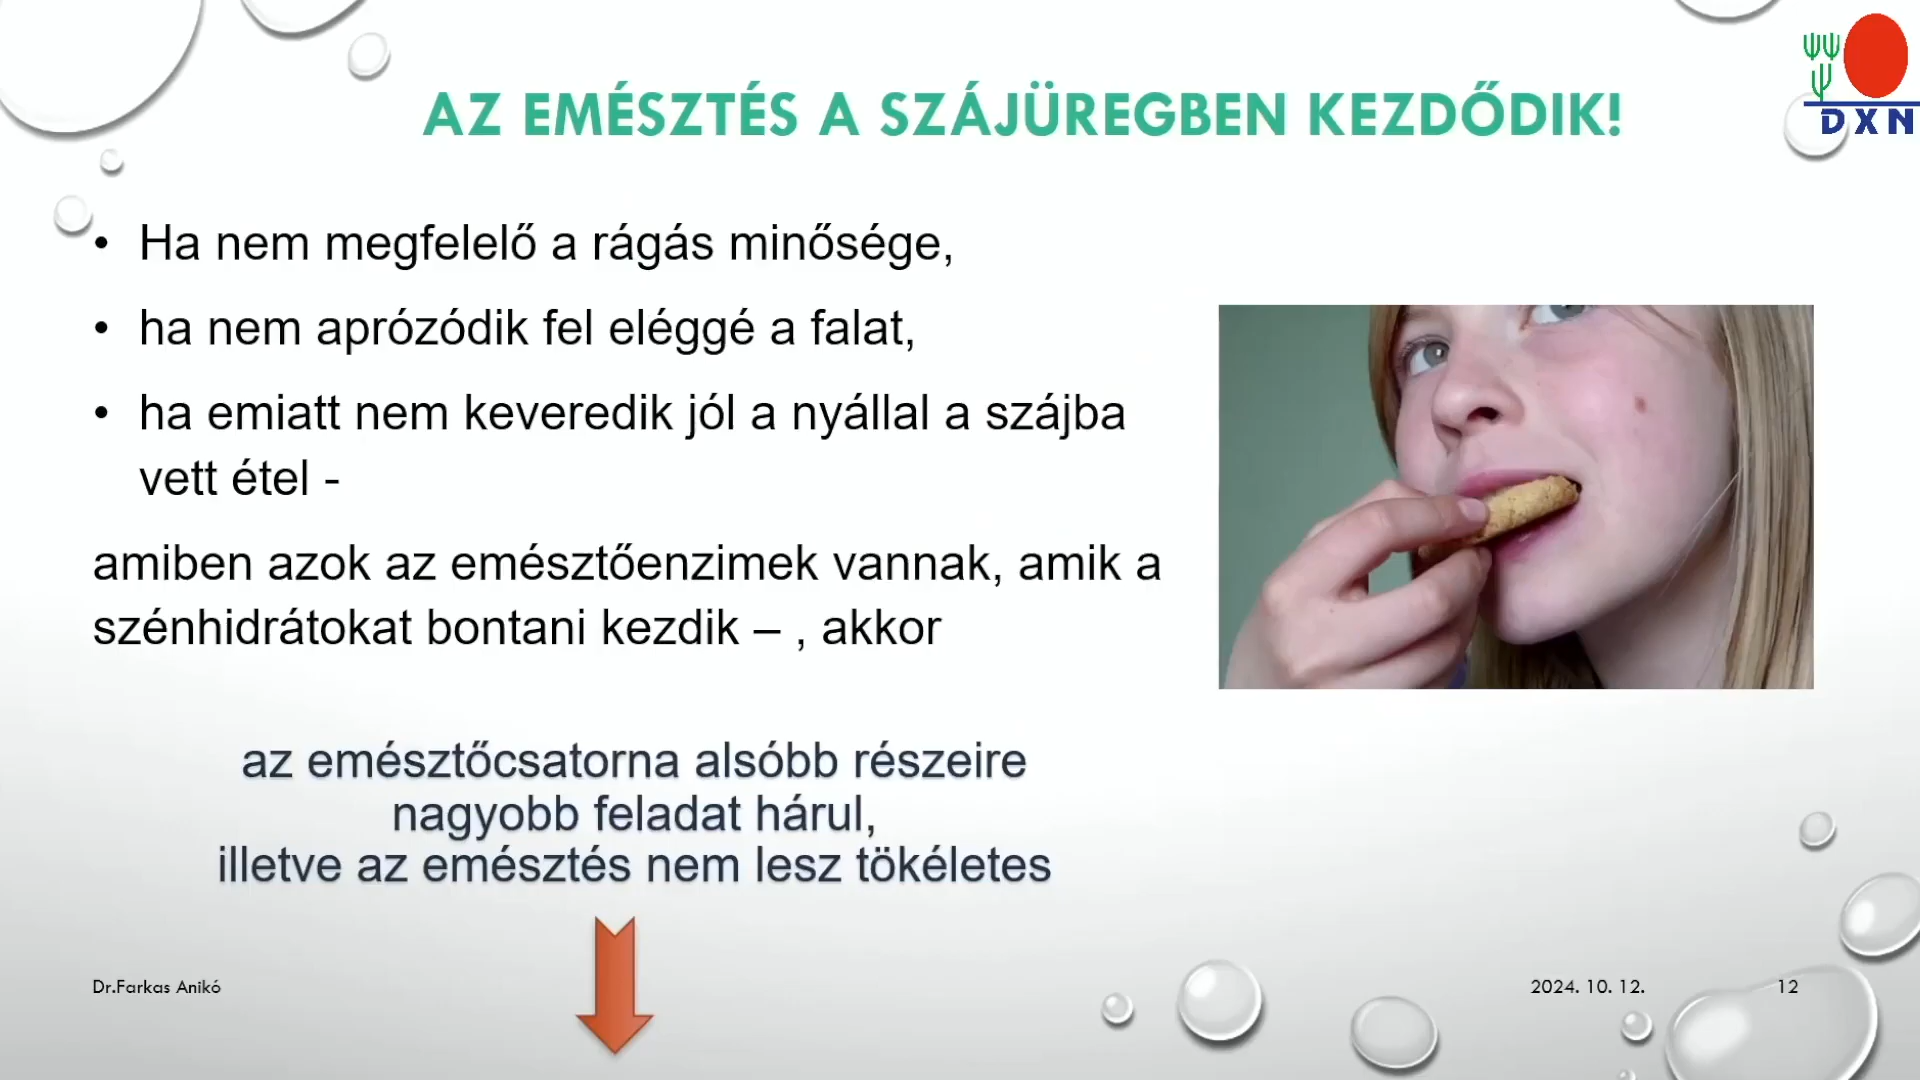 AZ EMÉSZTÉS A SZÁJÜREGBEN KEZDŐDIK!
DXN
• Ha nem megfelelő a rágás minősége,
• ha nem aprózódik fel eléggé a falat,
• ha emiatt nem keveredik jól a nyállal a szájba
vett étel -
amiben azok az emésztőenzimek vannak, amik a
szénhidrátokat bontani kezdik – , akkor
az emésztőcsatorna alsóbb részeire
nagyobb feladat hárul,
illetve az emésztés nem lesz tökéletes
Dr.Farkas Anikó
2024. 10. 12.
12